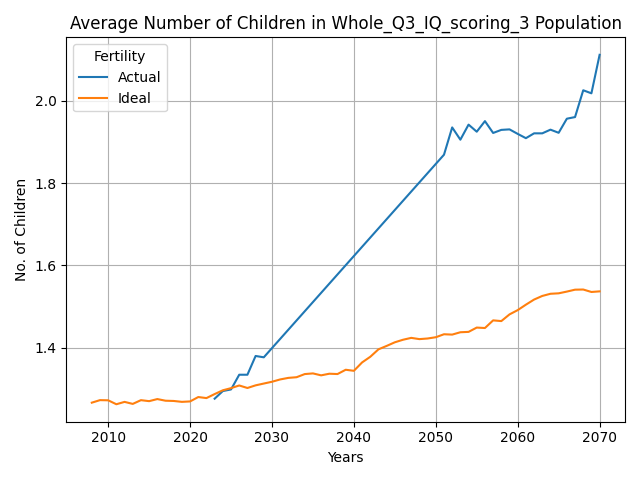 Average Number of Children in Whole_Q3_IQ_scoring_3 Population
Fertility
Actual
Ideal
No. of Children
2.0
1.8
1.6
1.4
2010
2020
2030
2040
2050
2060
2070
Years